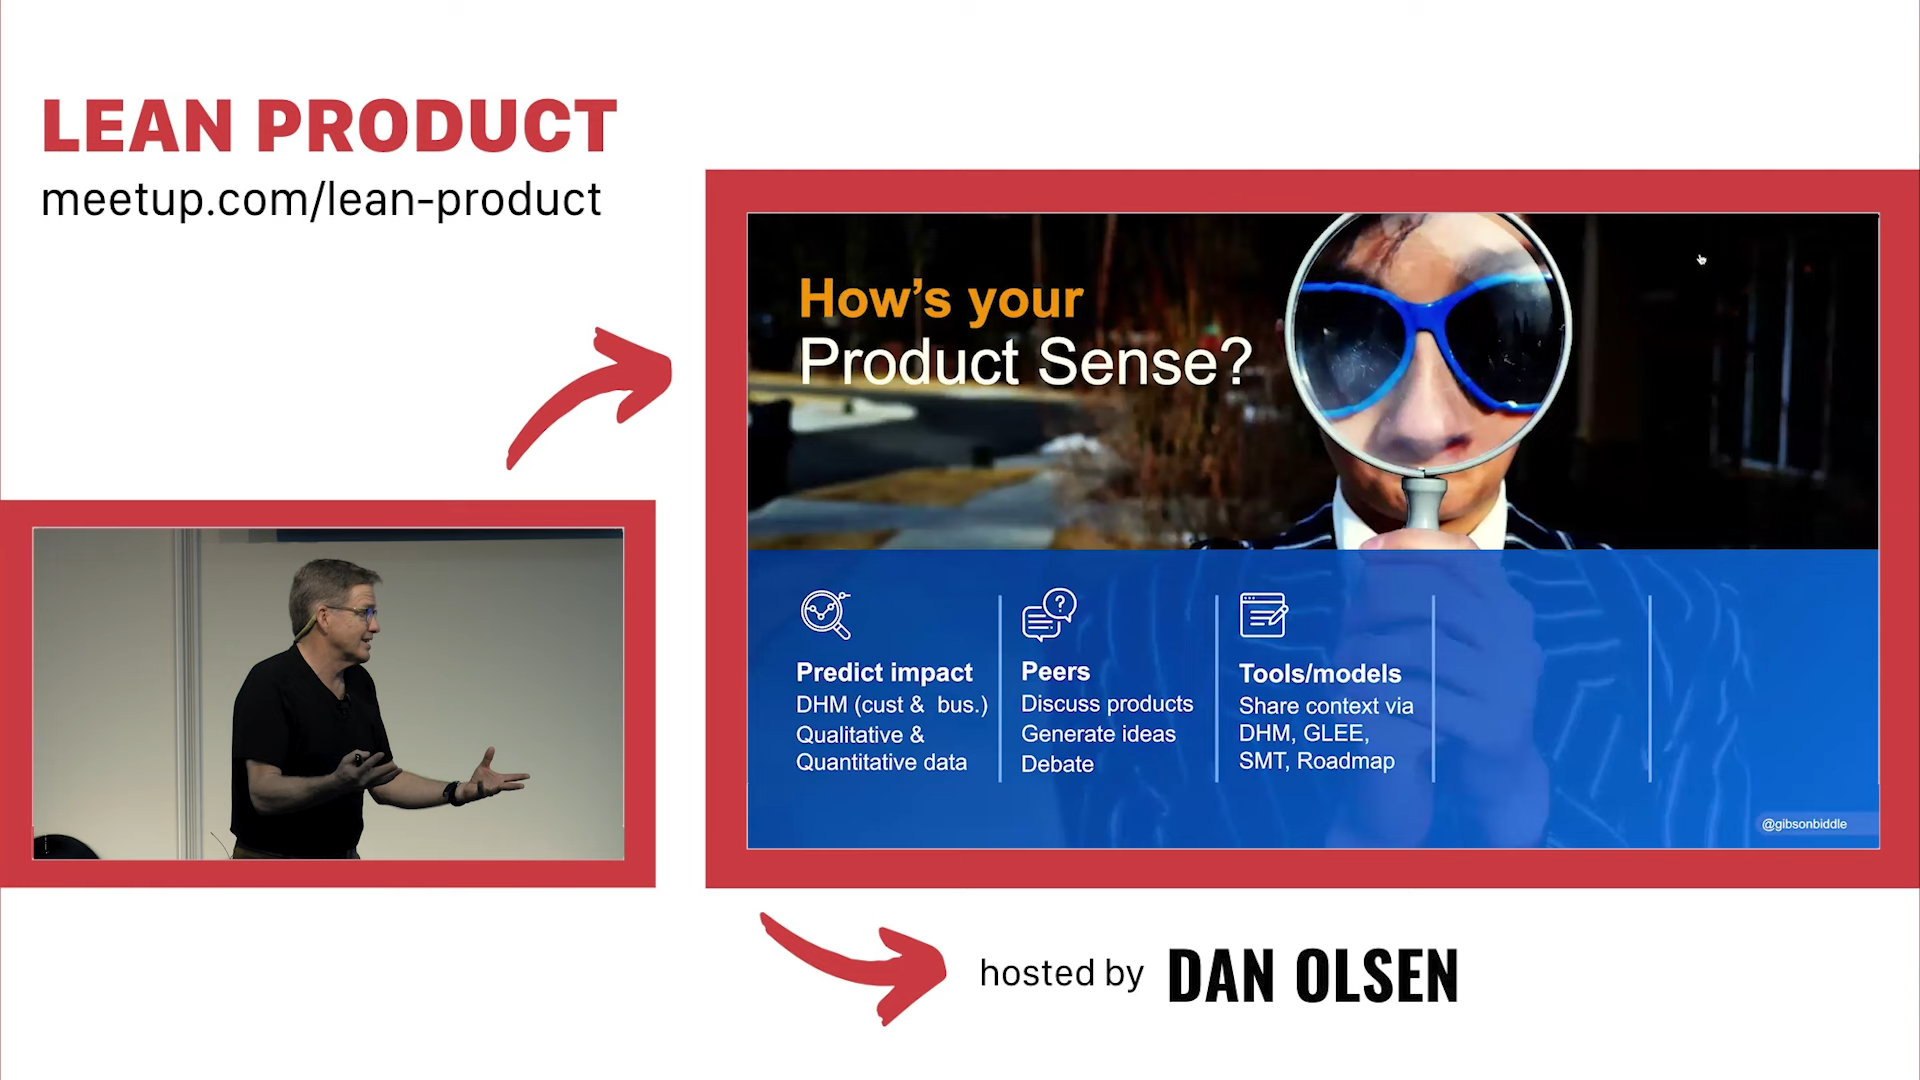 LEAN PRODUCT
meetup.com/lean-product
How's your
Product Sense?
Predict impact
DHM (cust & bus.)
Qualitative &
Quantitative data
Peers
Discuss products
Generate ideas
Debate
Tools/models
Share context via
DHM, GLEE,
SMT, Roadmap
@gibsonbiddle
hosted by DAN OLSEN